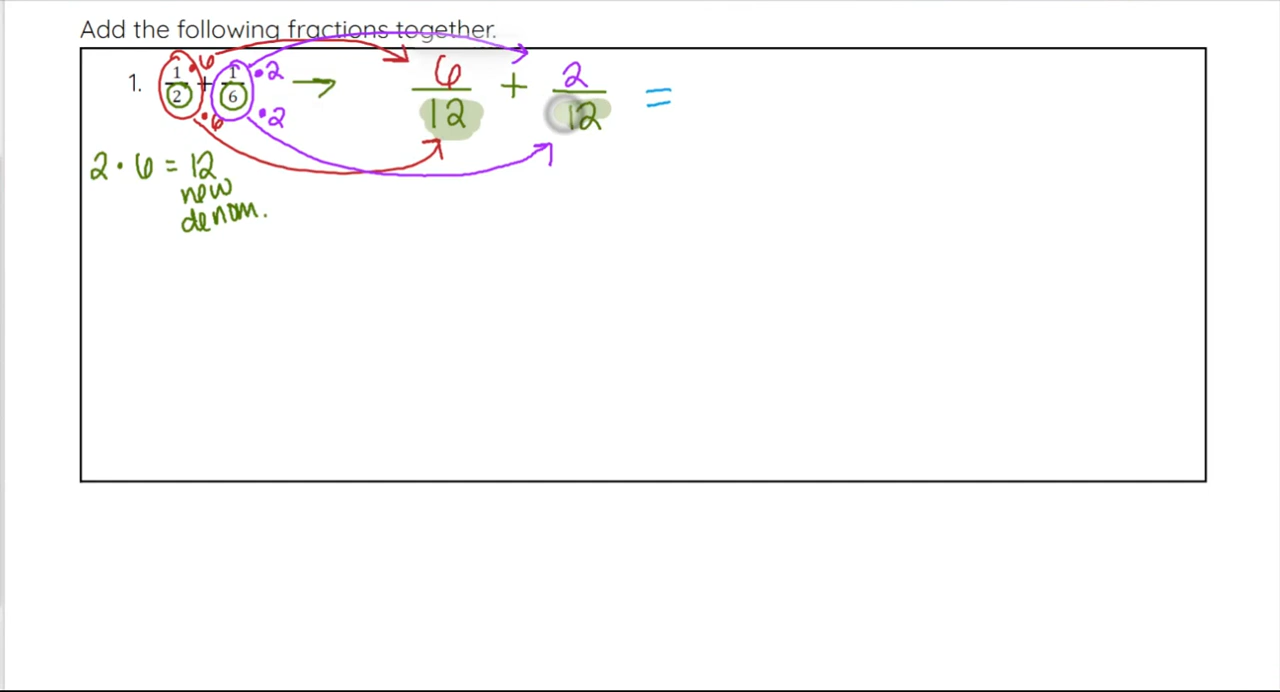 Add the following fractions together.
1. 1/2 · 6/· 6 + 1/6 · 2/· 2 → 6/12 + 2/12 =
2 · 6 = 12
new
denom.